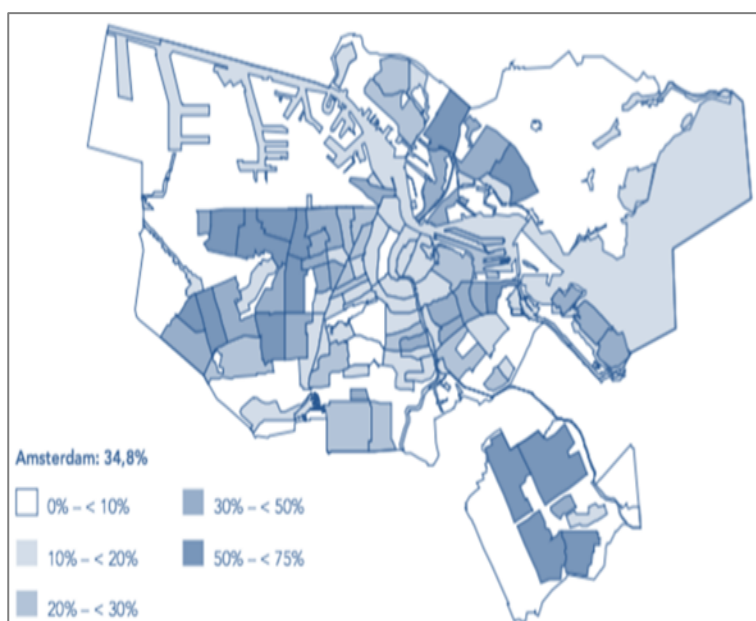 Amsterdam: 34,8%
0% – < 10%
10% – < 20%
20% – < 30%
30% – < 50%
50% – < 75%